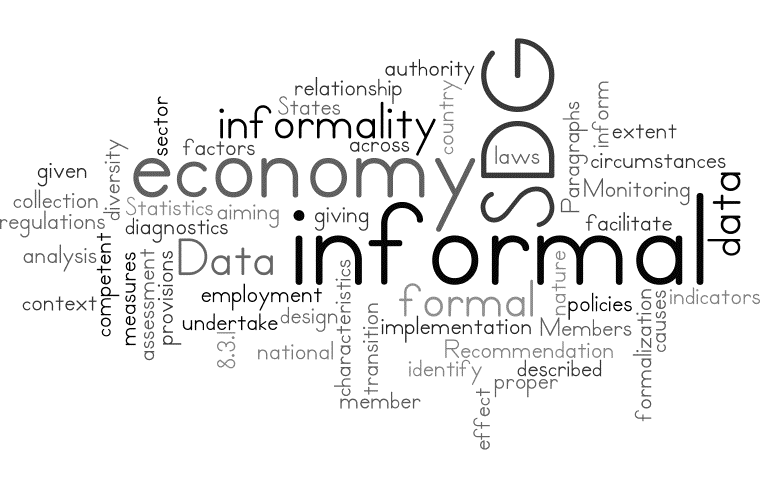 authority
relationship
States
SDG
country
informality
sector
factors
across
laws
Paragraphs
inform
extent
circumstances
economy
given
diversity
Monitoring
collection
Statistics
aiming
giving
data
regulations
diagnostics
facilitate
informal
analysis
competent
measures
assessment
provisions
Data
nature
context
employment
formal
policies
indicators
undertake
design
characteristics
transition
implementation
Members
formalization
causes
8.3.1
national
Recommendation
identify
described
proper
member
effect